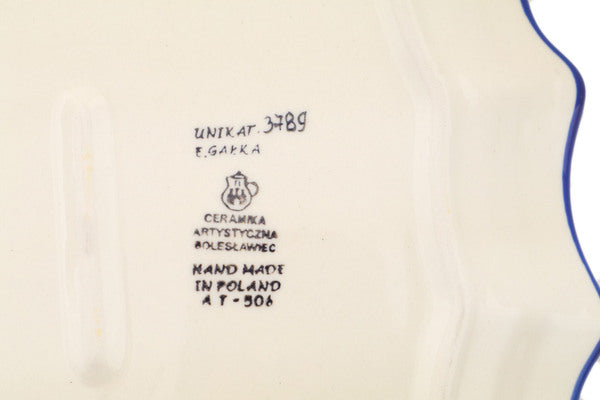 UNIKAT. 3789
E. GAŁKA
CERAMIKA
ARTYSTYCZNA
BOLESŁAWIEC
HAND MADE
IN POLAND
A T - 506